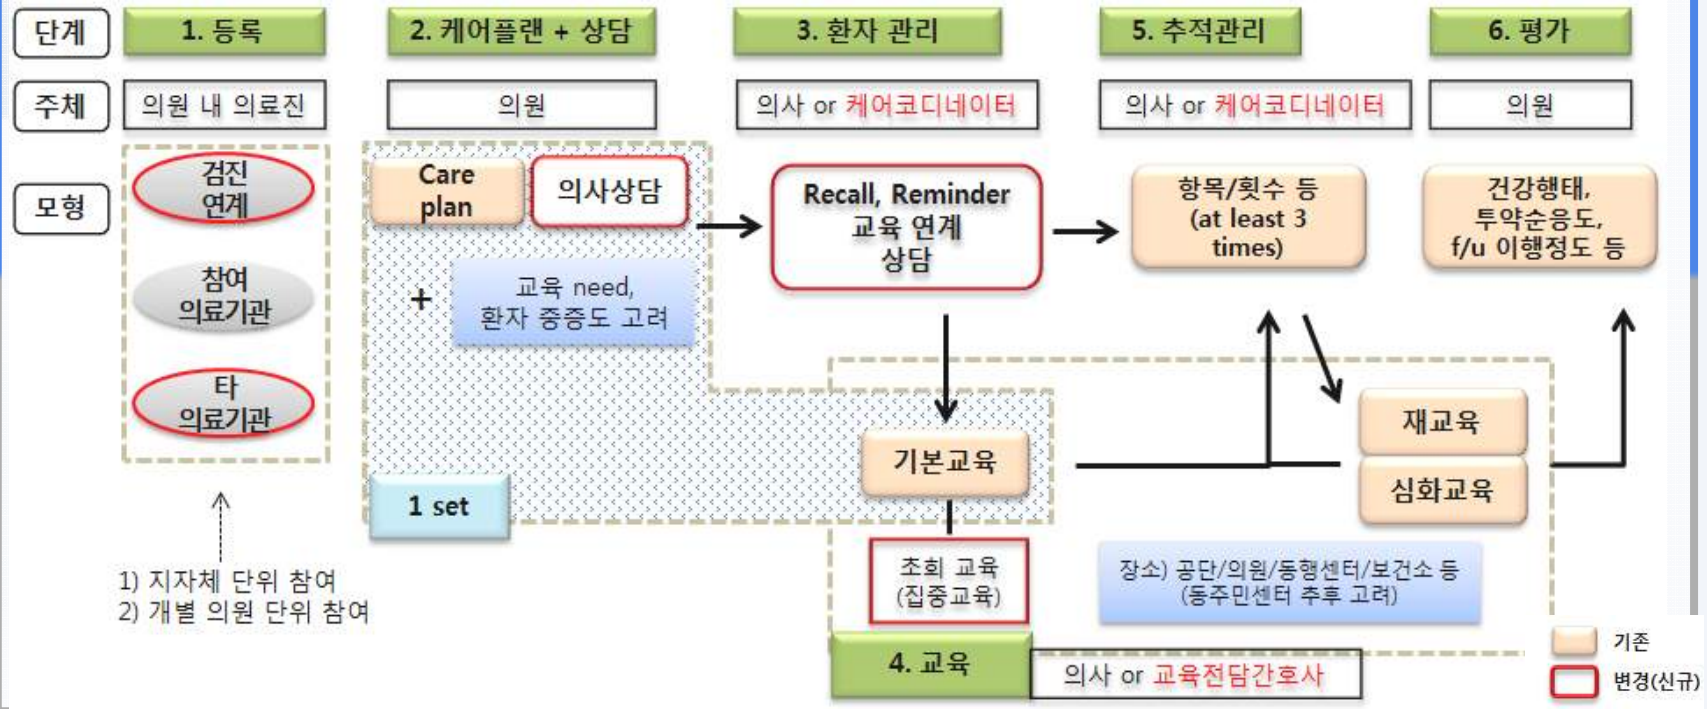 단계
1. 등록
2. 케어플랜 + 상담
3. 환자 관리
5. 추적관리
6. 평가
주체
의원 내 의료진
의원
의사 or 케어코디네이터
의사 or 케어코디네이터
의원
모형
검진
연계
참여
의료기관
타
의료기관
1) 지자체 단위 참여
2) 개별 의원 단위 참여
Care
plan
의사상담
+
교육 need,
환자 중증도 고려
1 set
Recall, Reminder
교육 연계
상담
항목/횟수 등
(at least 3
times)
건강행태,
투약순응도,
f/u 이행정도 등
기본교육
재교육
심화교육
초회 교육
(집중교육)
장소) 공단/의원/동행센터/보건소 등
(동주민센터 추후 고려)
4. 교육
의사 or 교육전담간호사
기존
변경(신규)